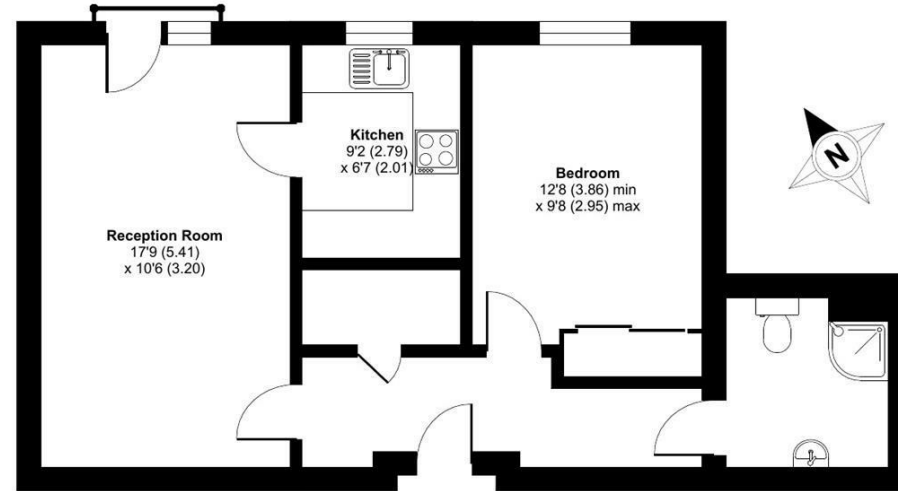 Kitchen
9'2 (2.79)
x 6'7 (2.01)
Bedroom
12'8 (3.86) min
x 9'8 (2.95) max
Reception Room
17'9 (5.41)
x 10'6 (3.20)
N